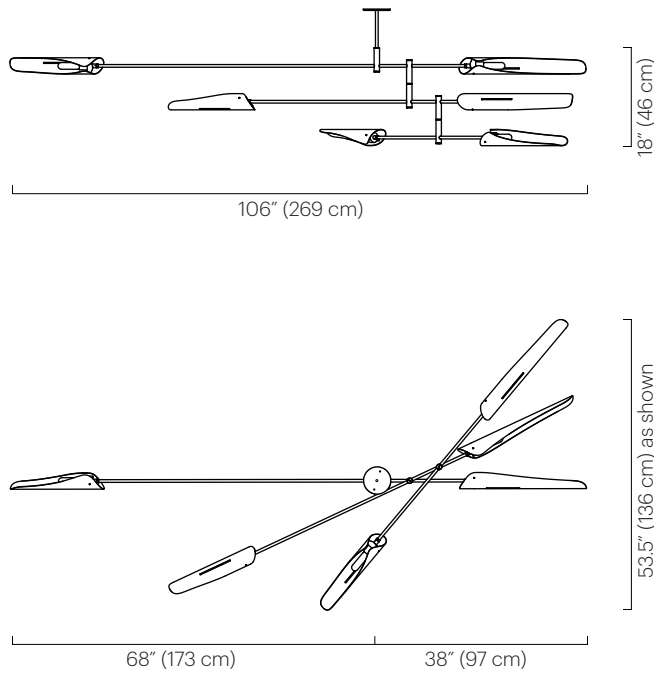 18” (46 cm)
106” (269 cm)
53.5” (136 cm) as shown
68” (173 cm)
38” (97 cm)